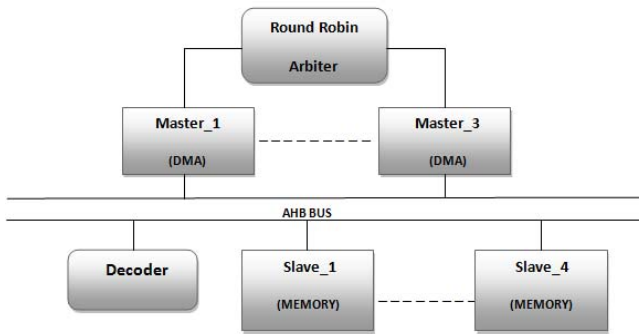 Round Robin
Arbiter
Master_1
(DMA)
Master_3
(DMA)
AHB BUS
Decoder
Slave_1
(MEMORY)
Slave_4
(MEMORY)